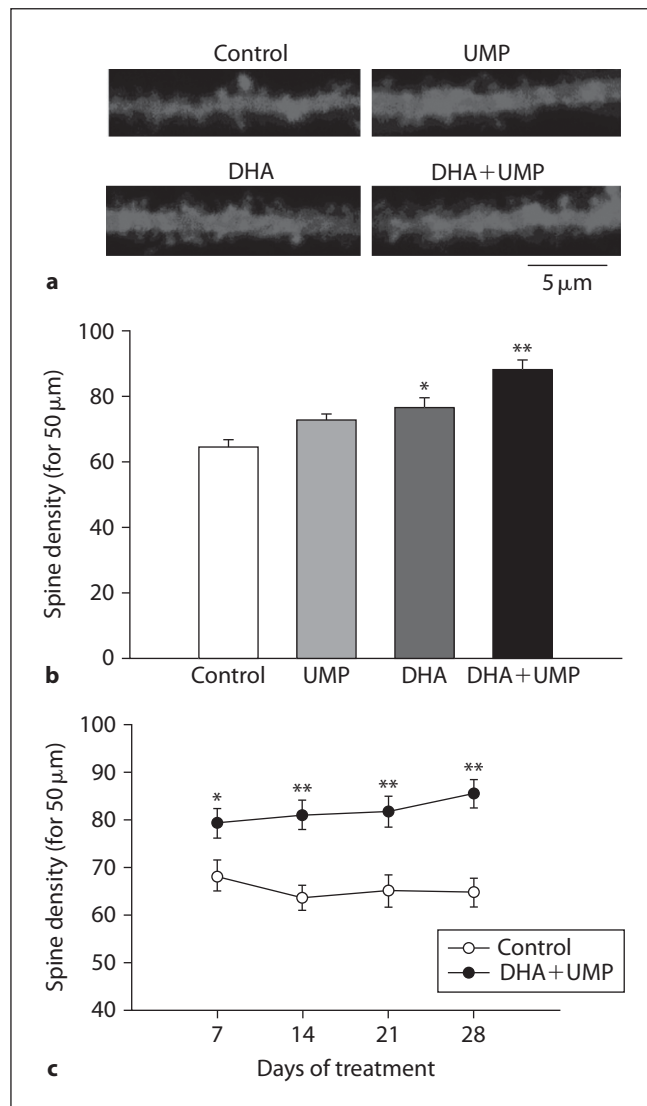 Control UMP
DHA DHA+UMP
5 μm
a
100
80
60
40
20
0
Spine density (for 50 μm)
*
**
Control UMP DHA DHA+UMP
b
100
90
80
70
60
50
40
Spine density (for 50 μm)
* ** ** **
Control
DHA+UMP
7 14 21 28
Days of treatment
c